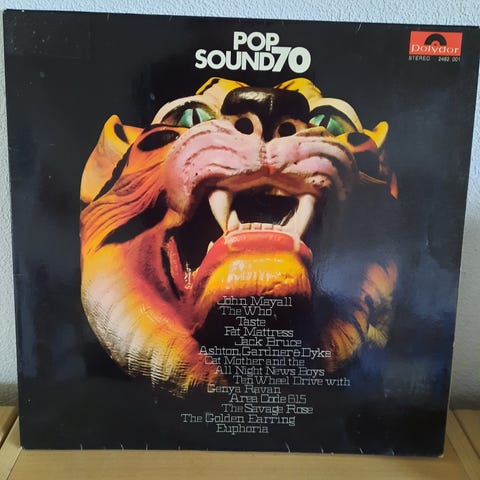 POP
SOUND70
Polydor
STEREO 2482 001
John Mayall
The Who
Taste
Fat Mattress
Jack Bruce
Ashton, Gardner & Dyke
Cat Mother and the
All Night News Boys
Ten Wheel Drive with
Genya Ravan
Area Code 615
The Savage Rose
The Golden Earring
Euphoria